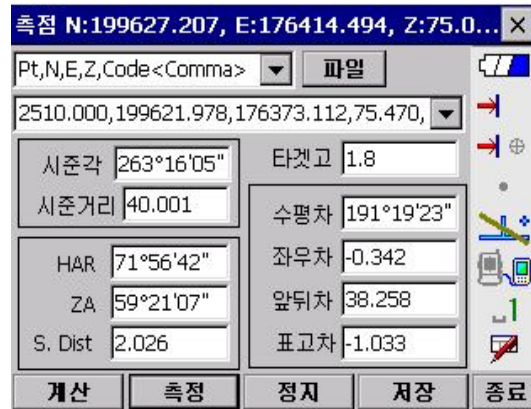 측점 N:199627.207, E:176414.494, Z:75.0...
Pt,N,E,Z,Code<Comma> 파일
2510.000,199621.978,176373.112,75.470,
시준각 263°16'05"
시준거리 40.001
타겟고 1.8
HAR 71°56'42"
ZA 59°21'07"
S. Dist 2.026
수평차 191°19'23"
좌우차 -0.342
앞뒤차 38.258
표고차 -1.033
1
계산 측정 정지 저장 종료